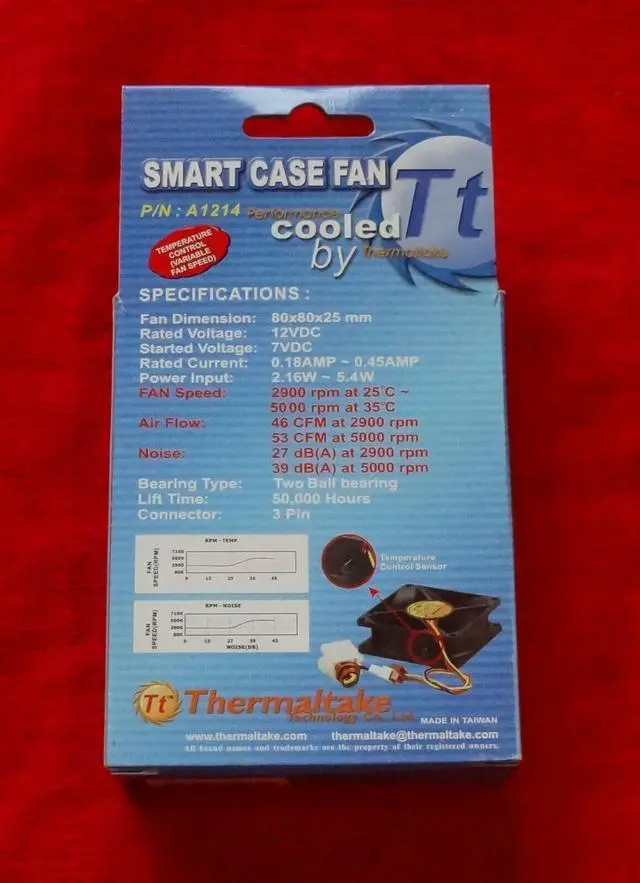 SMART CASE FAN
Tt
P/N : A1214
Performance
cooled
by
Thermaltake
TEMPERATURE
CONTROL
(VARIABLE
FAN SPEED)
SPECIFICATIONS :
Fan Dimension: 80x80x25 mm
Rated Voltage: 12VDC
Started Voltage: 7VDC
Rated Current: 0.18AMP ~ 0.45AMP
Power Input: 2.16W ~ 5.4W
FAN Speed: 2900 rpm at 25°C ~
5000 rpm at 35°C
Air Flow: 46 CFM at 2900 rpm
53 CFM at 5000 rpm
Noise: 27 dB(A) at 2900 rpm
39 dB(A) at 5000 rpm
Bearing Type: Two Ball bearing
Lift Time: 50,000 Hours
Connector: 3 Pin
RPM - TEMP.
FAN
SPEED(RPM)
Temperature
Control Sensor
RPM - NOISE
FAN
SPEED(RPM)
NOISE(DB)
Tt™ Thermaltake
Technology Co., Ltd.
MADE IN TAIWAN
www.thermaltake.com thermaltake@thermaltake.com
All brand names and trademarks are the property of their registered owners.